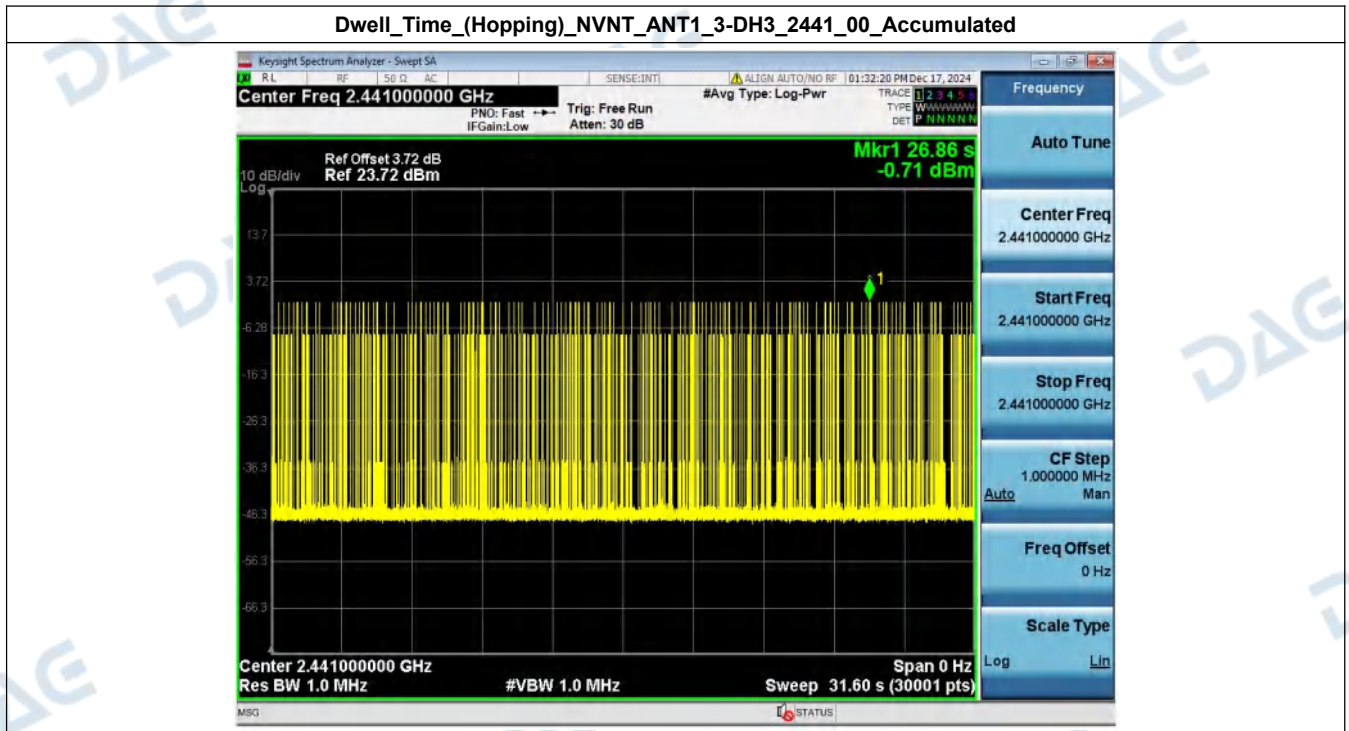 Dwell_Time_(Hopping)_NVNT_ANT1_3-DH3_2441_00_Accumulated
Keysight Spectrum Analyzer - Swept SA
RL RF 50 Ω AC SENSE:INT ALIGN AUTO/NO RF 01:32:20 PM Dec 17, 2024
Center Freq 2.441000000 GHz
PNO: Fast
IFGain:Low
Trig: Free Run
Atten: 30 dB
#Avg Type: Log-Pwr
TRACE 1 2 3 4 5 6
TYPE WWWWWW
DET P NNNNN
Mkr1 26.86 s
-0.71 dBm
Ref Offset 3.72 dB
10 dB/div Ref 23.72 dBm
Log
13.7
3.72
-6.28
-16.3
-26.3
-36.3
-46.3
-56.3
-66.3
1
Center 2.441000000 GHz Span 0 Hz
Res BW 1.0 MHz #VBW 1.0 MHz Sweep 31.60 s (30001 pts)
MSG STATUS
Frequency
Auto Tune
Center Freq
2.441000000 GHz
Start Freq
2.441000000 GHz
Stop Freq
2.441000000 GHz
CF Step
1.000000 MHz
Auto Man
Freq Offset
0 Hz
Scale Type
Log Lin
DAG
DAG
DAG
DAG